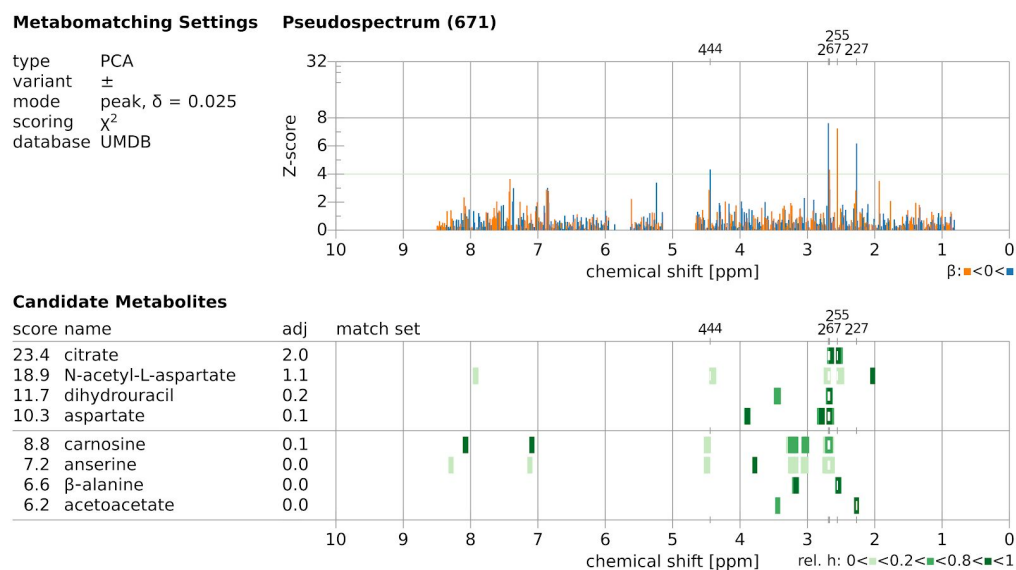 Metabomatching Settings
type PCA
variant ±
mode peak, δ = 0.025
scoring χ²
database UMDB
Pseudospectrum (671)
255
444 267 227
Z-score
32
8
6
4
2
0
10 9 8 7 6 5 4 3 2 1 0
chemical shift [ppm]
β: <0<
Candidate Metabolites
255
score name adj match set 444 267 227
23.4 citrate 2.0
18.9 N-acetyl-L-aspartate 1.1
11.7 dihydrouracil 0.2
10.3 aspartate 0.1
8.8 carnosine 0.1
7.2 anserine 0.0
6.6 β-alanine 0.0
6.2 acetoacetate 0.0
10 9 8 7 6 5 4 3 2 1 0
chemical shift [ppm] rel. h: 0< <0.2< <0.8< <1